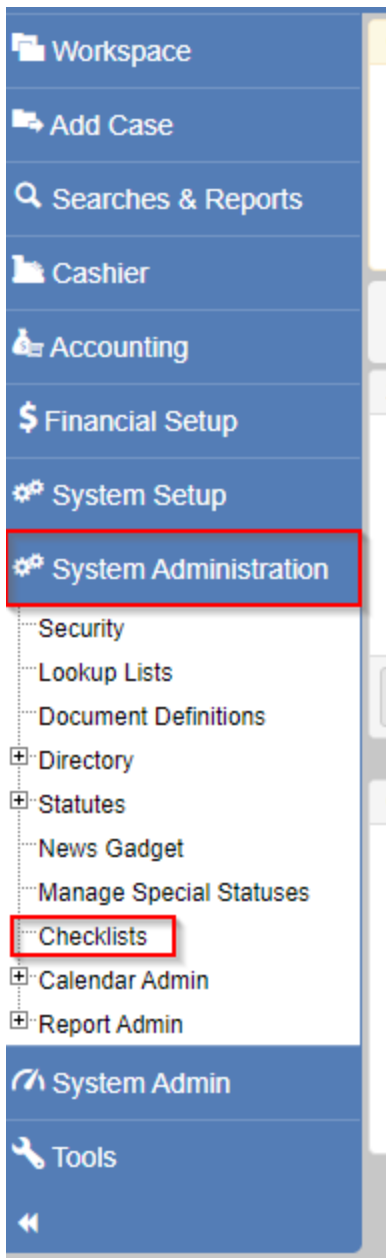 Workspace
Add Case
Searches & Reports
Cashier
Accounting
$ Financial Setup
System Setup
System Administration
Security
Lookup Lists
Document Definitions
Directory
Statutes
News Gadget
Manage Special Statuses
Checklists
Calendar Admin
Report Admin
System Admin
Tools